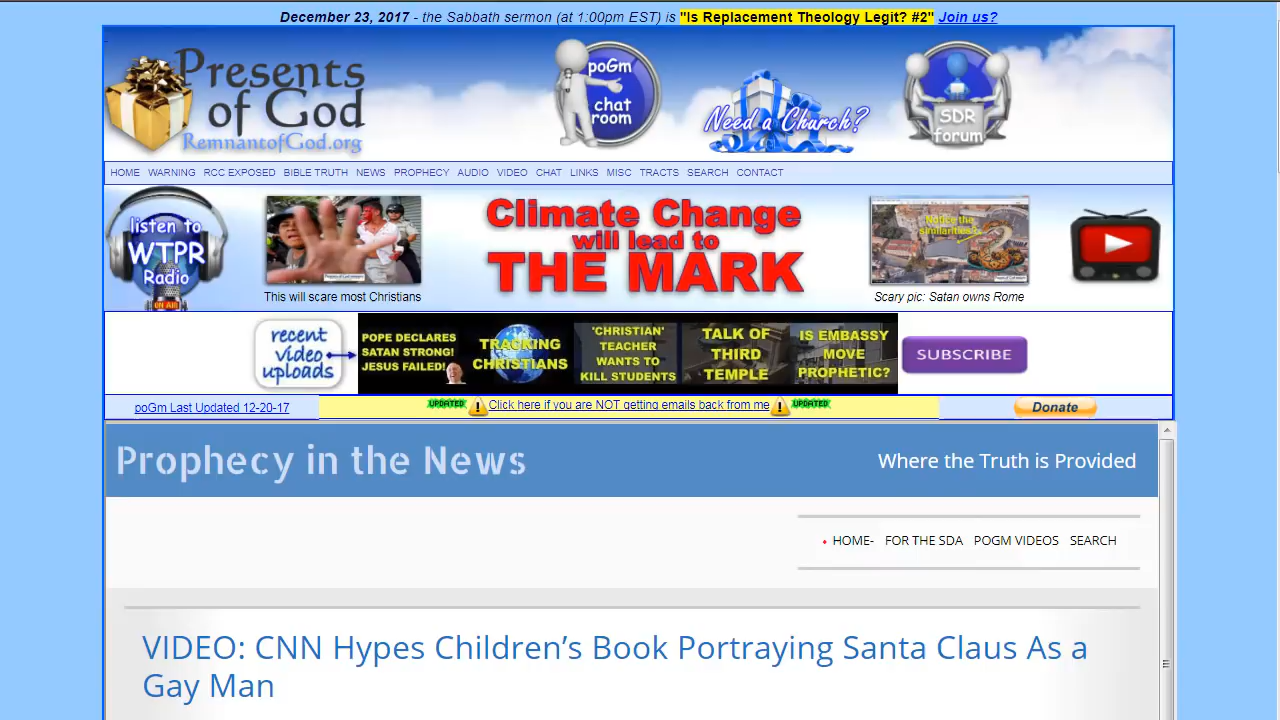 December 23, 2017 - the Sabbath sermon (at 1:00pm EST) is "Is Replacement Theology Legit? #2" Join us?
Presents
of God
RemnantofGod.org
poGm
chat
room
Need a Church?
SDR
forum
HOME WARNING RCC EXPOSED BIBLE TRUTH NEWS PROPHECY AUDIO VIDEO CHAT LINKS MISC TRACTS SEARCH CONTACT
listen to
WTPR
Radio
ON AIR
This will scare most Christians
Climate Change
will lead to
THE MARK
Notice the
similarities?
Scary pic: Satan owns Rome
recent
video
uploads
POPE DECLARES
SATAN STRONG!
JESUS FAILED!
TRACKING
CHRISTIANS
'CHRISTIAN'
TEACHER
WANTS TO
KILL STUDENTS
TALK OF
THIRD
TEMPLE
IS EMBASSY
MOVE
PROPHETIC?
SUBSCRIBE
poGm Last Updated 12-20-17
UPDATED Click here if you are NOT getting emails back from me UPDATED
Donate
Prophecy in the News
Where the Truth is Provided
HOME- FOR THE SDA POGM VIDEOS SEARCH
VIDEO: CNN Hypes Children’s Book Portraying Santa Claus As a
Gay Man